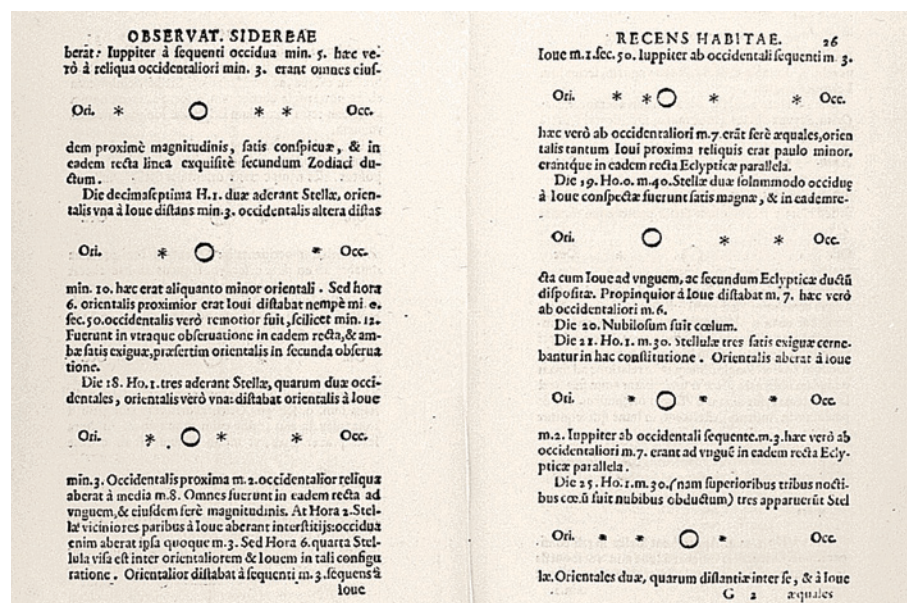 OBSERVAT. SIDEREAE
berat: Iuppiter à ſequenti occidua min. 5. hæc ve⸗
rò à reliqua occidentaliori min. 3. erant omnes eiuſ⸗
Ori. * O * * Occ.
dem proximè magnitudinis, ſatis conſpicuæ, & in
eadem recta linea exquiſitè ſecundum Zodiaci du⸗
ctum.
Die decimaſeptima H.1. duæ aderant Stellæ, orien⸗
talis vna à Ioue diſtans min.3. occidentalis altera diſtãs
Ori. * O * Occ.
min. 10. hæc erat aliquanto minor orientali. Sed hora
6. orientalis proximior erat Ioui diſtabat nempè mi. o.
ſec.50.occidentalis verò remotior fuit,ſcilicet min. 12.
Fuerunt in vtraque obſeruatione in eadem recta,& am⸗
bæ ſatis exiguæ,præſertim orientalis in ſecunda obſerua
tione.
Die 18. Ho.1.tres aderant Stellæ, quarum duæ occi⸗
dentales, orientalis verò vna: diſtabat orientalis à Ioue
Ori. * O * * Occ.
min.3. Occidentalis proxima m.2.occidentalior reliqua
aberat à media m.8. Omnes fuerunt in eadem recta ad
vnguem,& eiuſdem ferè magnitudinis. At Hora 2.Stel⸗
læ viciniores paribus à Ioue aberant interſtitijs:occidua
enim aberat ipſa quoque m.3. Sed Hora 6.quarta Stel⸗
lula viſa eſt inter orientaliorem & Iouem in tali configu
ratione. Orientalior diſtabat à ſequenti m.3.ſequens à
Ioue
RECENS HABITAE. 26
Ioue m.1.ſec.50. Iuppiter ab occidentali ſequenti m 3.
Ori. * * O * * Occ.
hæc verò ab occidentaliori m.7.erãt ferè æquales,orien
talis tantum Ioui proxima reliquis erat paulo minor,
erantque in eadem recta Eclypticæ parallela.
Die 19. Ho.0. m.40.Stellæ duæ ſolummodo occiduę
à Ioue conſpectæ fuerunt ſatis magnæ, & in eadem re⸗
Ori. O * * Occ.
cta cum Ioue ad vnguem, ac ſecundum Eclypticæ ductũ
diſpoſitæ. Propinquior à Ioue diſtabat m. 7. hæc verò
ab occidentaliori m.6.
Die 20. Nubiloſum fuit cœlum.
Die 21. Ho.1. m.30. Stellulæ tres ſatis exiguæ cerne⸗
bantur in hac conſtitutione. Orientalis aberat à Ioue
Ori. * O * * Occ.
m.2. Iuppiter ab occidentali ſequente.m.3.hæc verò ab
occidentaliori m.7. erant ad vnguẽ in eadem recta Ecly⸗
pticæ parallela.
Die 25. Ho.1.m.30.(nam ſuperioribus tribus nocti⸗
bus cœ.ũ fuit nubibus obductum) tres apparuerũt Stel
Ori. * * O * Occ.
læ. Orientales duæ, quarum diſtantiæ inter ſe, & à Ioue
G 2 æquales